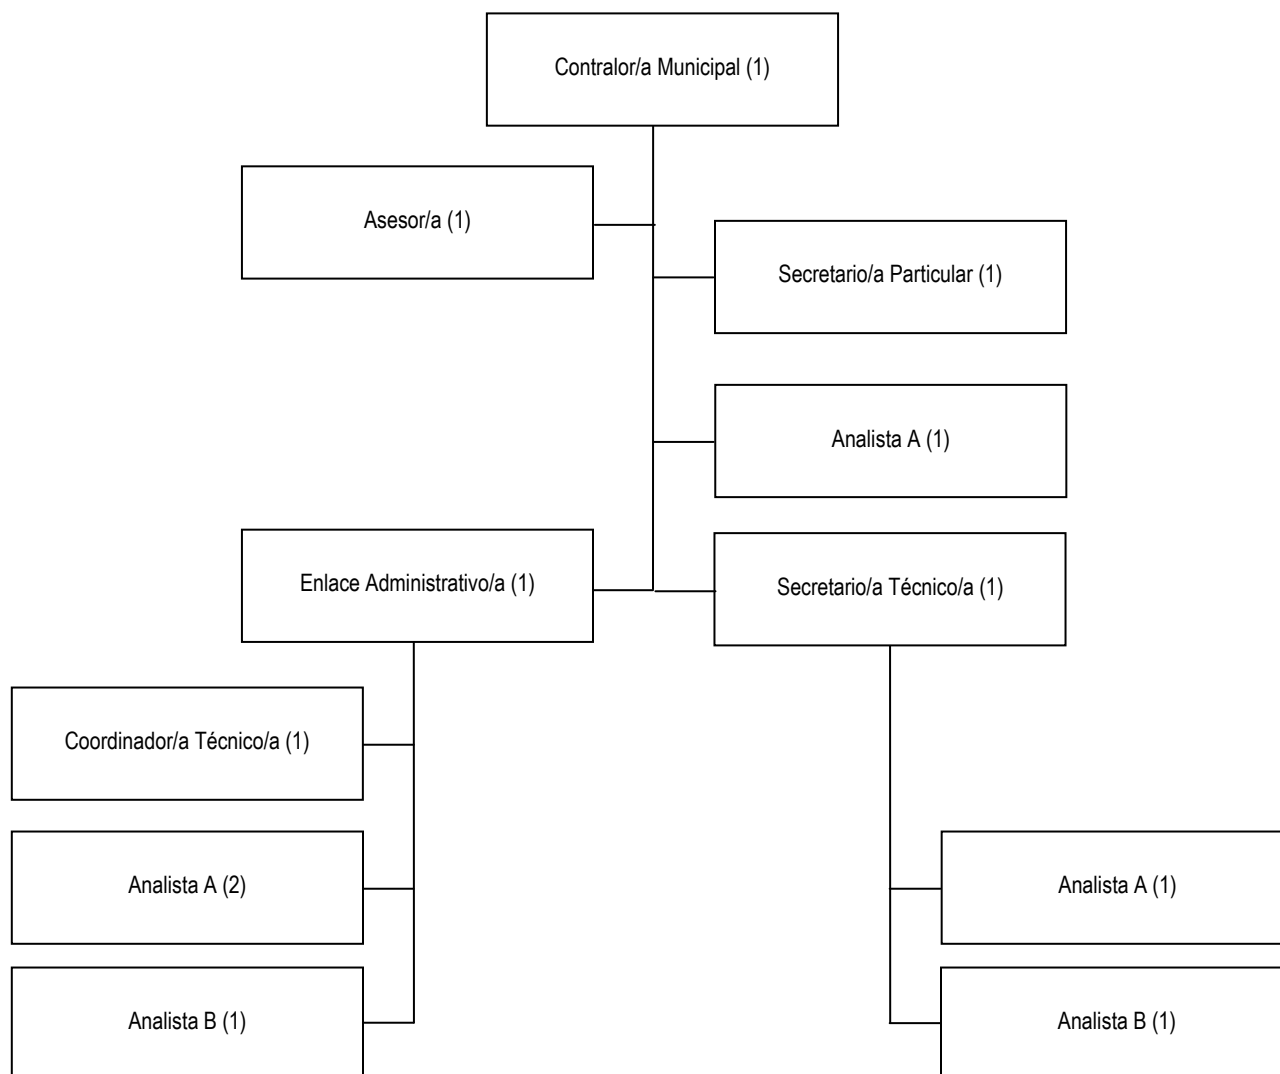 Contralor/a Municipal (1)
Asesor/a (1)
Secretario/a Particular (1)
Analista A (1)
Enlace Administrativo/a (1)
Secretario/a Técnico/a (1)
Coordinador/a Técnico/a (1)
Analista A (2)
Analista A (1)
Analista B (1)
Analista B (1)